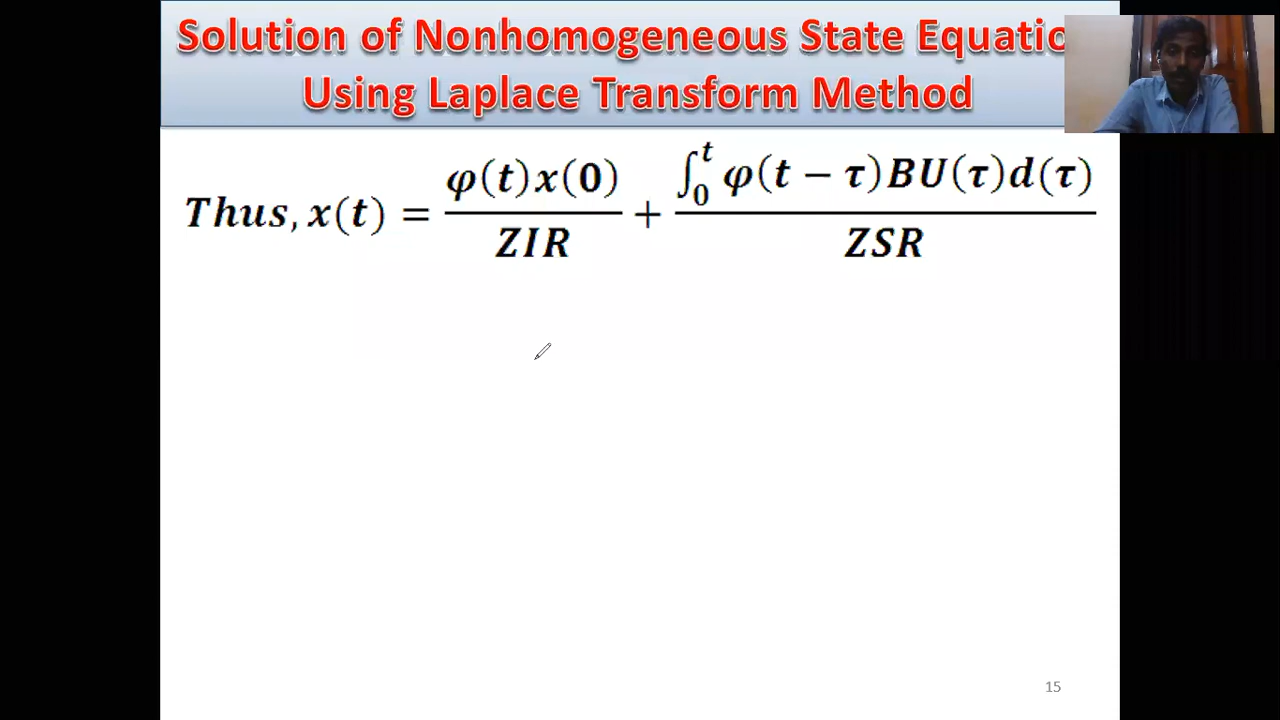 Solution of Nonhomogeneous State Equatio
Using Laplace Transform Method
Thus, x(t) = φ(t)x(0)/ZIR + ∫₀ᵗ φ(t − τ)BU(τ)d(τ)/ZSR
15